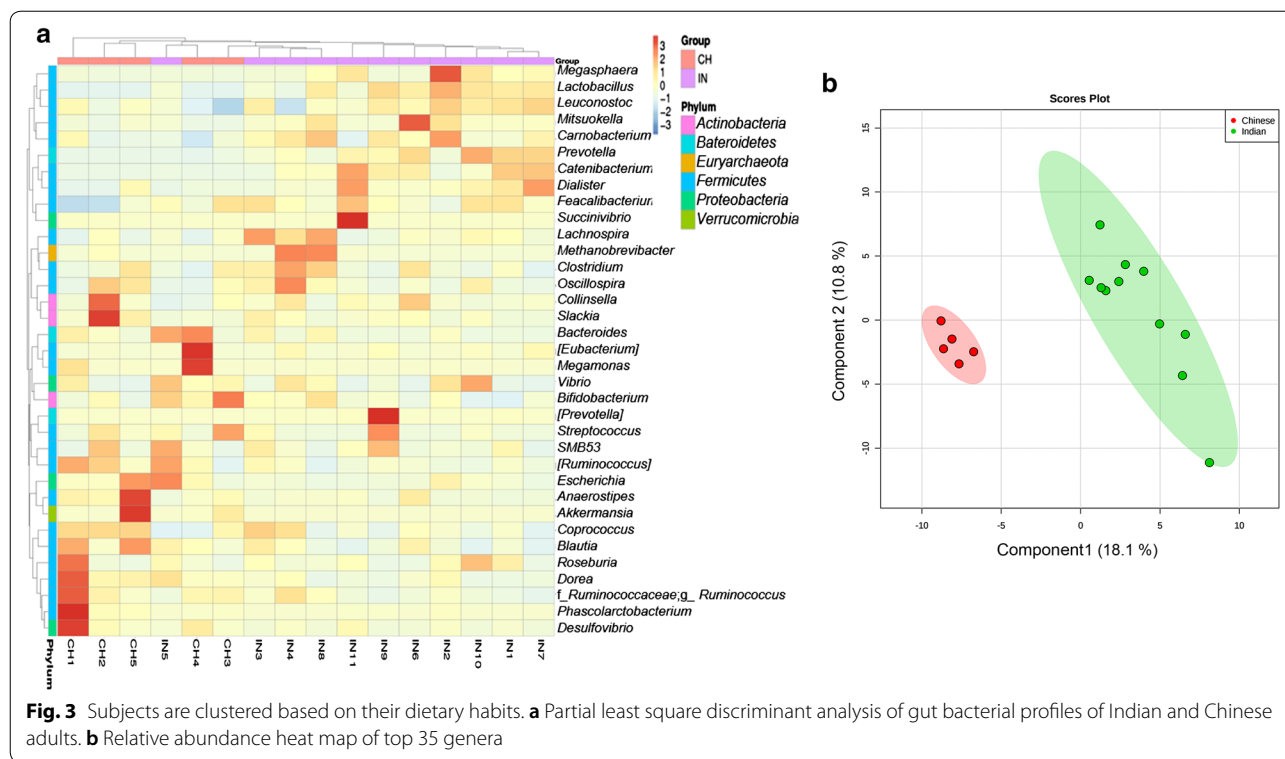 a
3
2
1
0
−1
−2
−3
Group
CH
IN
Phylum
Actinobacteria
Bateroidetes
Euryarchaeota
Fermicutes
Proteobacteria
Verrucomicrobia
Group
Megasphaera
Lactobacillus
Leuconostoc
Mitsuokella
Carnobacterium
Prevotella
Catenibacterium
Dialister
Feacalibacterium
Succinivibrio
Lachnospira
Methanobrevibacter
Clostridium
Oscillospira
Collinsella
Slackia
Bacteroides
[Eubacterium]
Megamonas
Vibrio
Bifidobacterium
[Prevotella]
Streptococcus
SMB53
[Ruminococcus]
Escherichia
Anaerostipes
Akkermansia
Coprococcus
Blautia
Roseburia
Dorea
f_Ruminococcaceae;g_ Ruminococcus
Phascolarctobacterium
Desulfovibrio
Phylum
CH1
CH2
CH5
IN5
CH4
CH3
IN3
IN4
IN8
IN11
IN9
IN6
IN2
IN10
IN1
IN7
b
Scores Plot
Chinese
Indian
Component 2 (10.8 %)
15
10
5
0
-5
-10
-10
-5
0
5
10
Component1 (18.1 %)
Fig. 3 Subjects are clustered based on their dietary habits. a Partial least square discriminant analysis of gut bacterial profiles of Indian and Chinese
adults. b Relative abundance heat map of top 35 genera